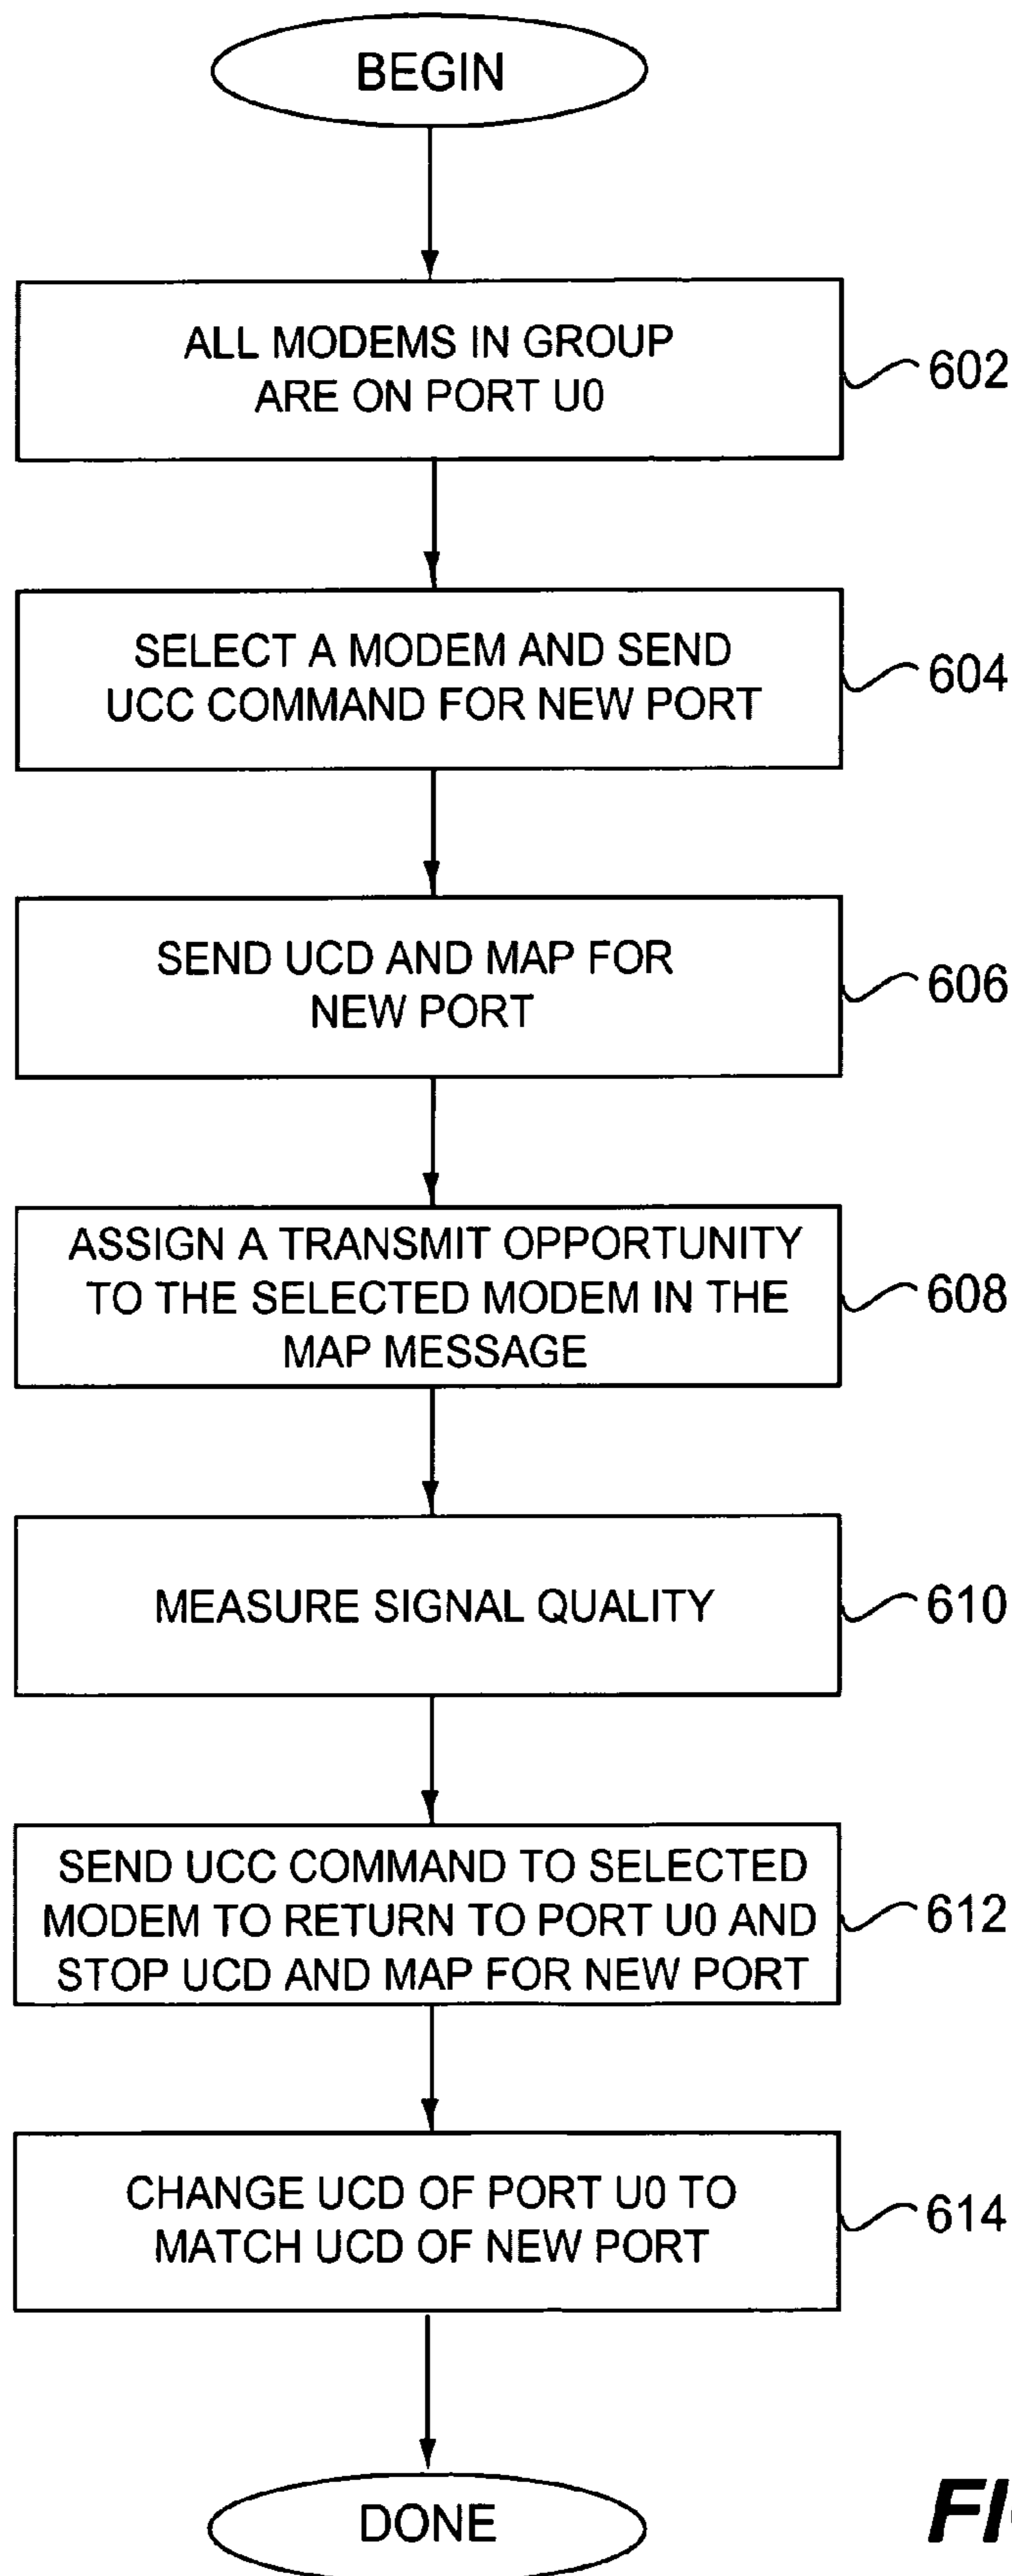 BEGIN
ALL MODEMS IN GROUP
ARE ON PORT U0
602
SELECT A MODEM AND SEND
UCC COMMAND FOR NEW PORT
604
SEND UCD AND MAP FOR
NEW PORT
606
ASSIGN A TRANSMIT OPPORTUNITY
TO THE SELECTED MODEM IN THE
MAP MESSAGE
608
MEASURE SIGNAL QUALITY
610
SEND UCC COMMAND TO SELECTED
MODEM TO RETURN TO PORT U0 AND
STOP UCD AND MAP FOR NEW PORT
612
CHANGE UCD OF PORT U0 TO
MATCH UCD OF NEW PORT
614
DONE